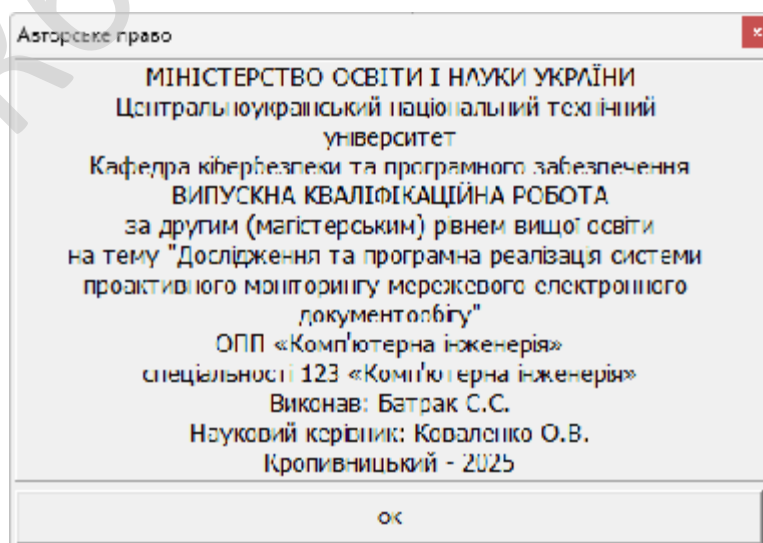 Авторське право
МІНІСТЕРСТВО ОСВІТИ І НАУКИ УКРАЇНИ
Центральноукраїнський національний технічний
університет
Кафедра кібербезпеки та програмного забезпечення
ВИПУСКНА КВАЛІФІКАЦІЙНА РОБОТА
за другим (магістерським) рівнем вищої освіти
на тему "Дослідження та програмна реалізація системи
проактивного моніторингу мережевого електронного
документообігу"
ОПП «Комп'ютерна інженерія»
спеціальності 123 «Комп'ютерна інженерія»
Виконав: Батрак С.С.
Науковий керівник: Коваленко О.В.
Кропивницький - 2025
ОК